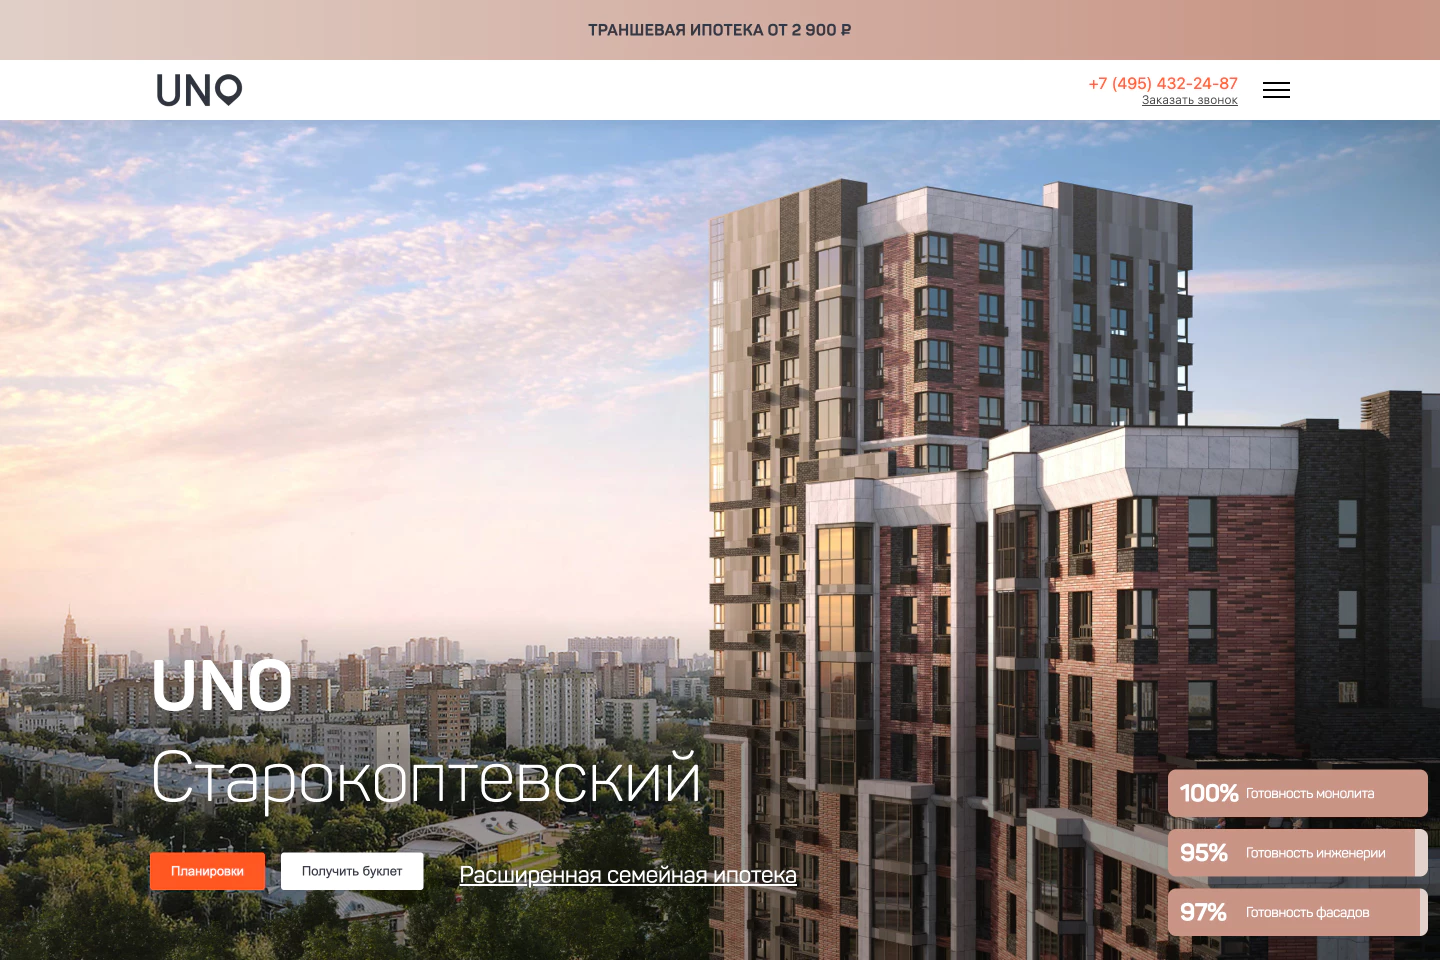 ТРАНШЕВАЯ ИПОТЕКА ОТ 2 900 ₽
UNO
+7 (495) 432-24-87
Заказать звонок
UNO
Старокоптевский
Планировки
Получить буклет
Расширенная семейная ипотека
100% Готовность монолита
95% Готовность инженерии
97% Готовность фасадов